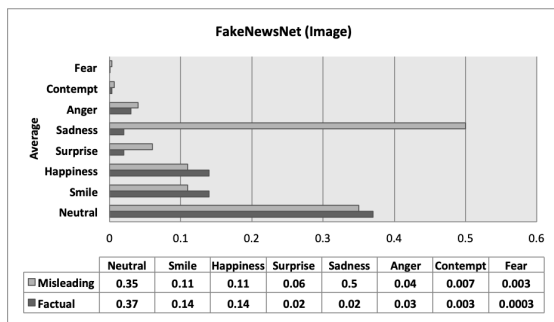 FakeNewsNet (Image)
Average
Fear
Contempt
Anger
Sadness
Surprise
Happiness
Smile
Neutral
0 0.1 0.2 0.3 0.4 0.5 0.6
Neutral Smile Happiness Surprise Sadness Anger Contempt Fear
Misleading 0.35 0.11 0.11 0.06 0.5 0.04 0.007 0.003
Factual 0.37 0.14 0.14 0.02 0.02 0.03 0.003 0.0003